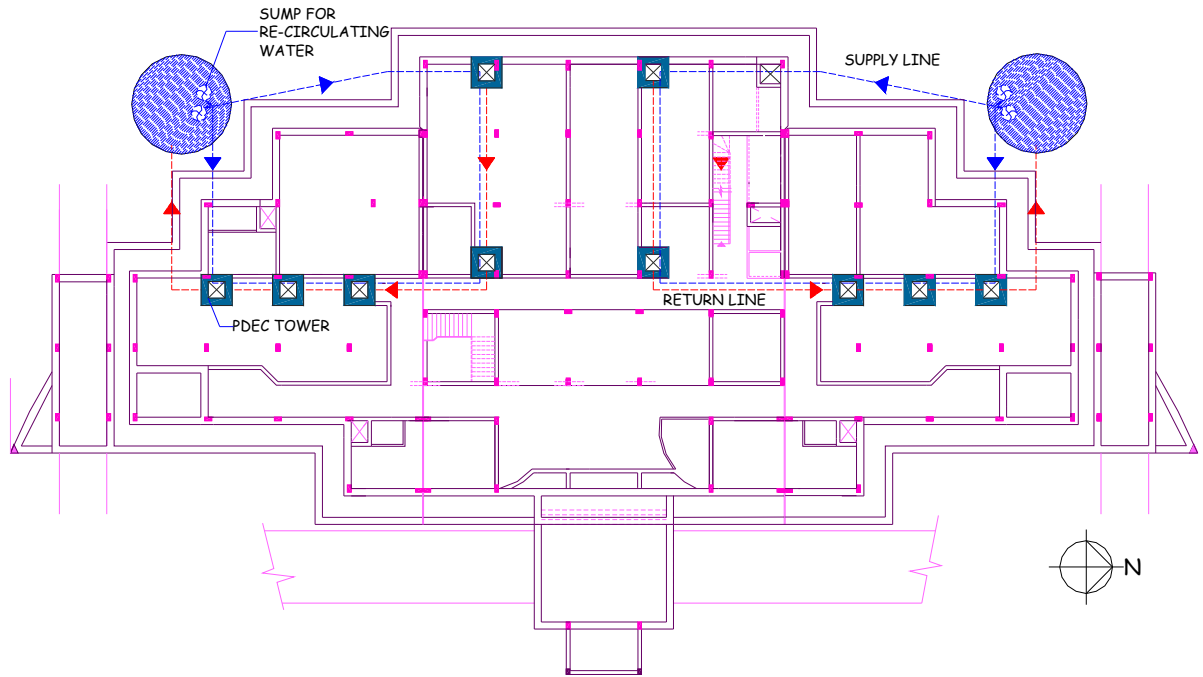 SUMP FOR
RE-CIRCULATING
WATER
SUPPLY LINE
RETURN LINE
PDEC TOWER
N